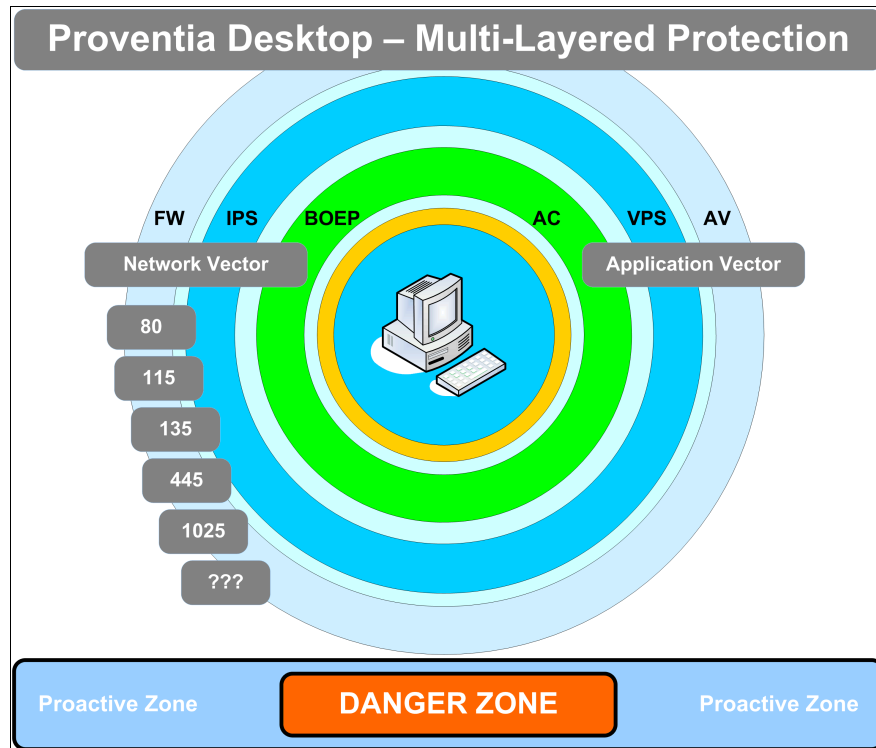 Proventia Desktop – Multi-Layered Protection
FW IPS BOEP AC VPS AV
Network Vector Application Vector
80
115
135
445
1025
???
Proactive Zone DANGER ZONE Proactive Zone